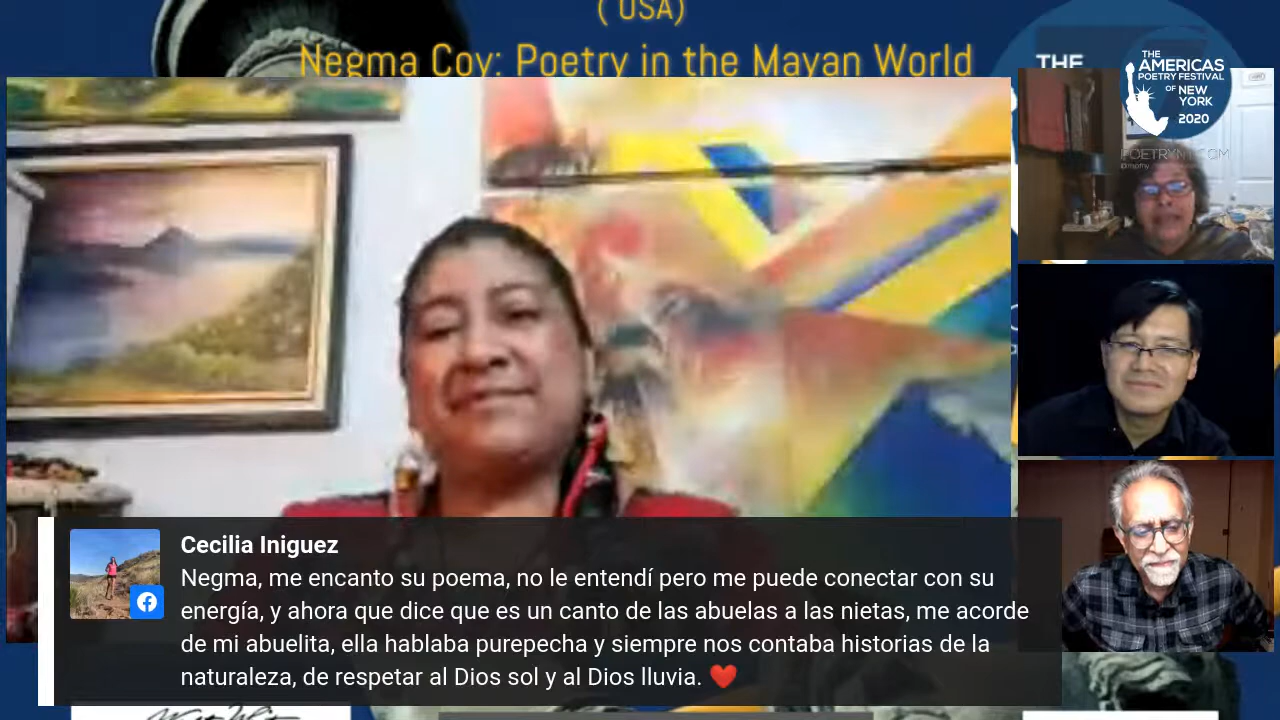 ( USA)
Negma Coy: Poetry in the Mayan World
THE
THE
AMERICAS
POETRY FESTIVAL
OF NEW
YORK
2020
Cecilia Iniguez
Negma, me encanto su poema, no le entendí pero me puede conectar con su
energía, y ahora que dice que es un canto de las abuelas a las nietas, me acorde
de mi abuelita, ella hablaba purepecha y siempre nos contaba historias de la
naturaleza, de respetar al Dios sol y al Dios lluvia. ❤️